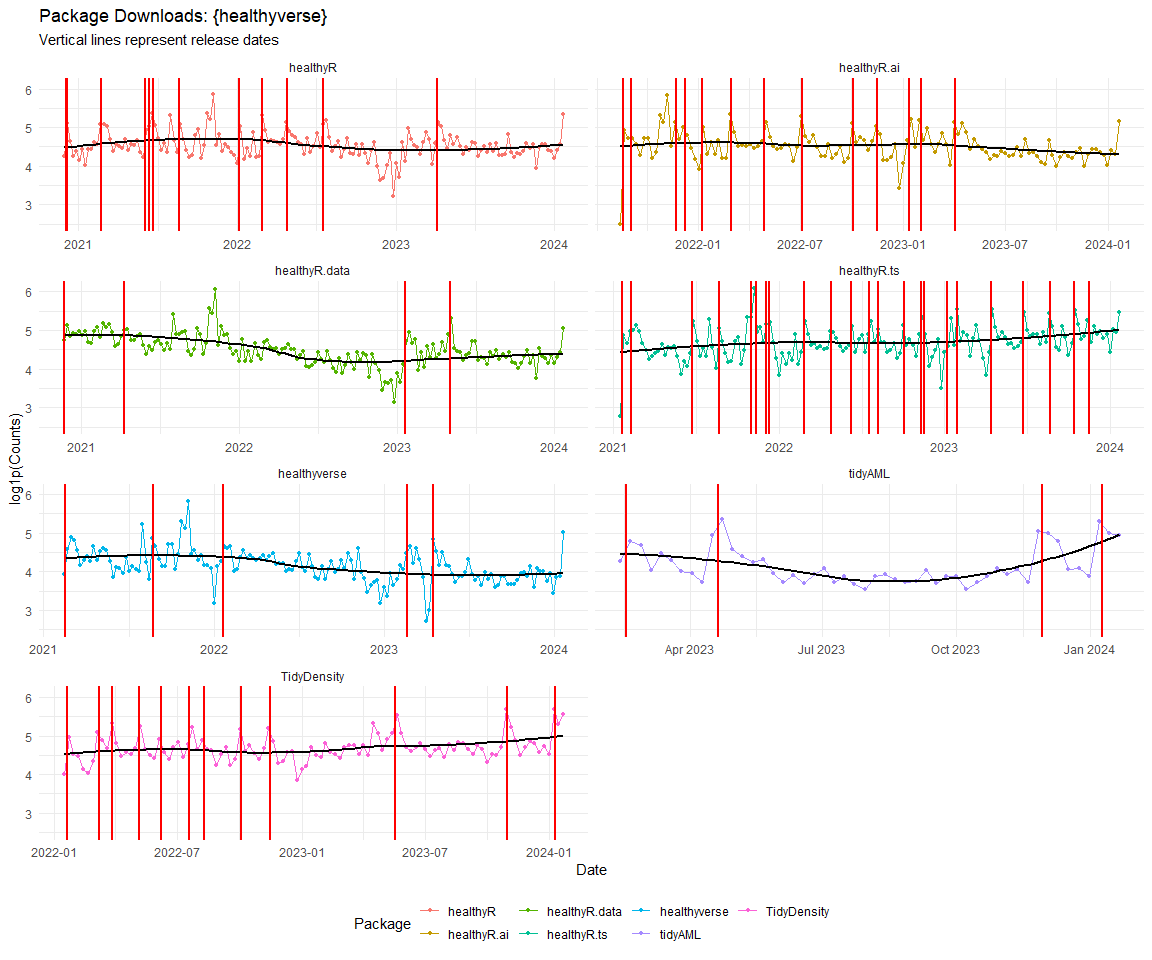 Package Downloads: {healthyverse}
Vertical lines represent release dates
healthyR
healthyR.ai
6
5
4
3
2021
2022
2023
2024
2022-01
2022-07
2023-01
2023-07
2024-01
healthyR.data
healthyR.ts
6
5
4
3
2021
2022
2023
2024
2021
2022
2023
2024
log1p(Counts)
healthyverse
tidyAML
6
5
4
3
2021
2022
2023
2024
Apr 2023
Jul 2023
Oct 2023
Jan 2024
TidyDensity
6
5
4
3
2022-01
2022-07
2023-01
2023-07
2024-01
Date
Package
healthyR
healthyR.data
healthyverse
TidyDensity
healthyR.ai
healthyR.ts
tidyAML